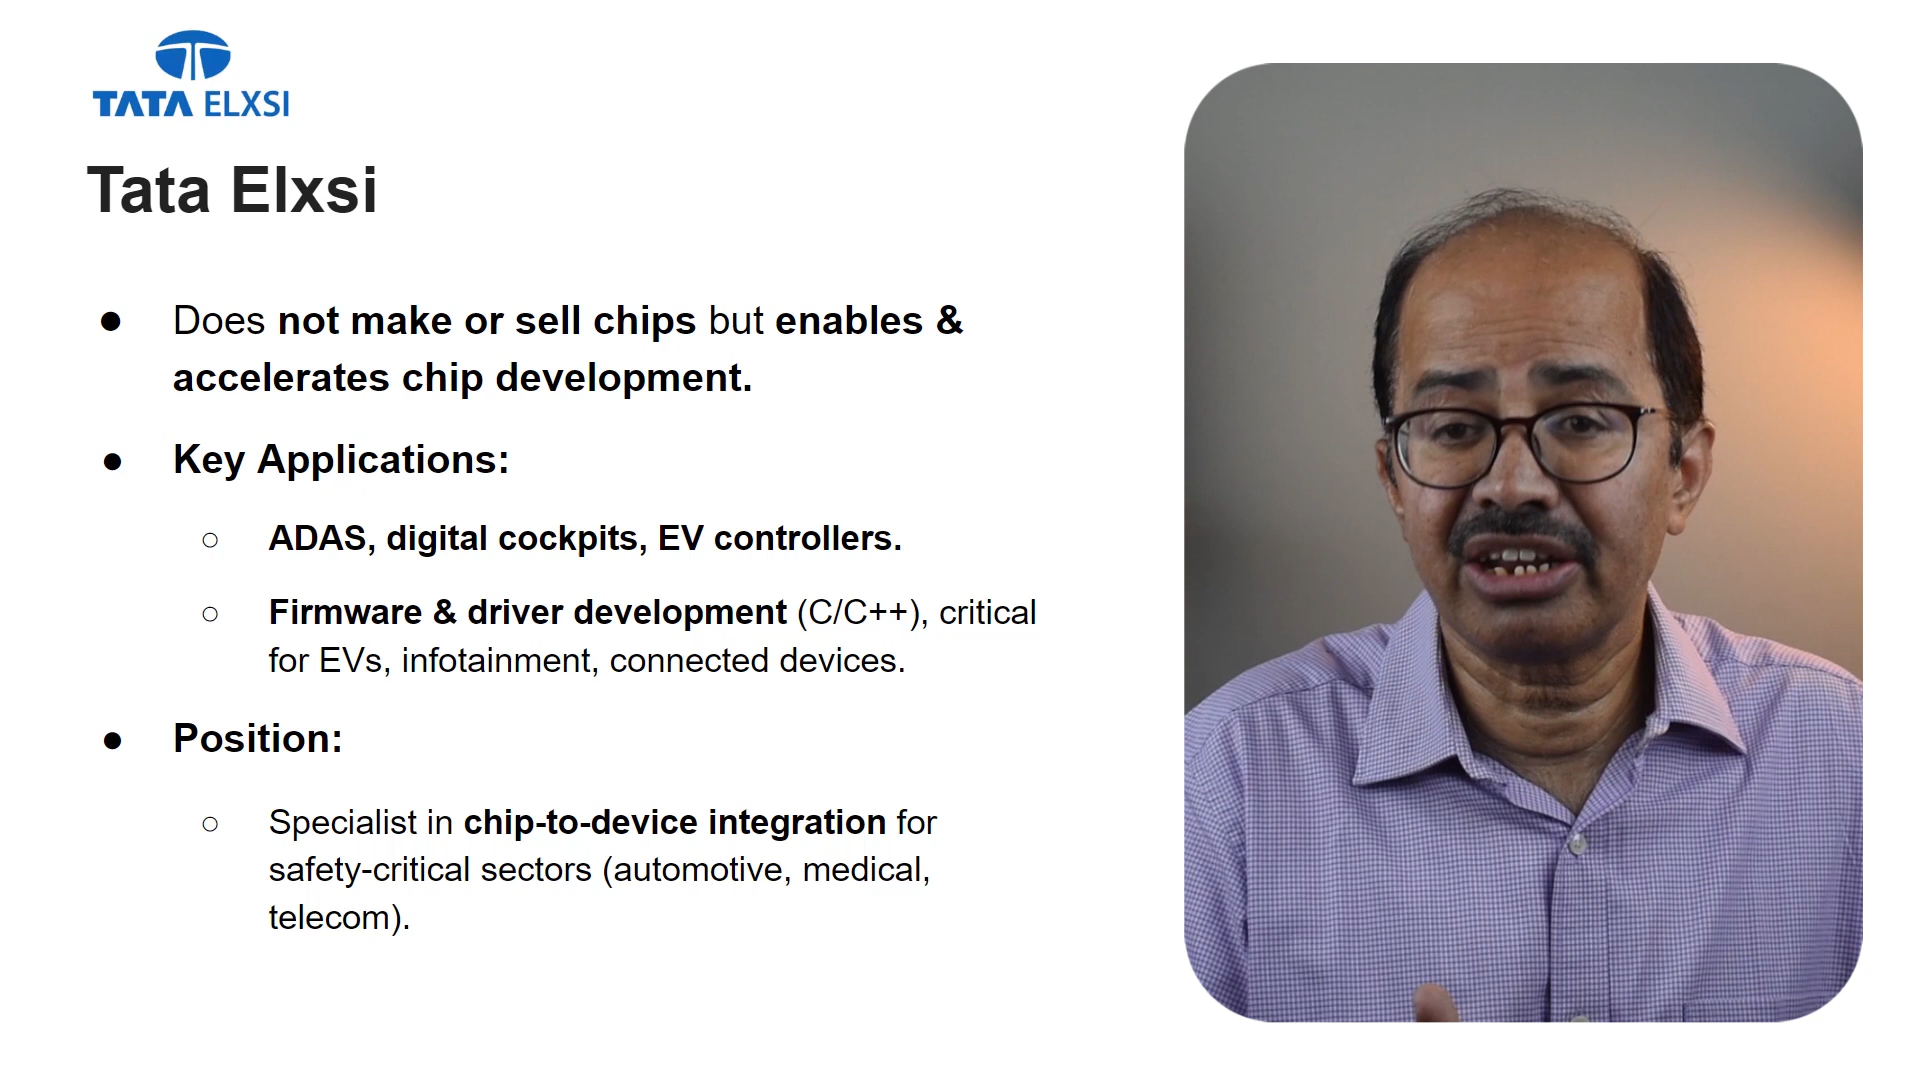 TATA ELXSI
Tata Elxsi
● Does not make or sell chips but enables &
accelerates chip development.
● Key Applications:
○ ADAS, digital cockpits, EV controllers.
○ Firmware & driver development (C/C++), critical
for EVs, infotainment, connected devices.
● Position:
○ Specialist in chip-to-device integration for
safety-critical sectors (automotive, medical,
telecom).